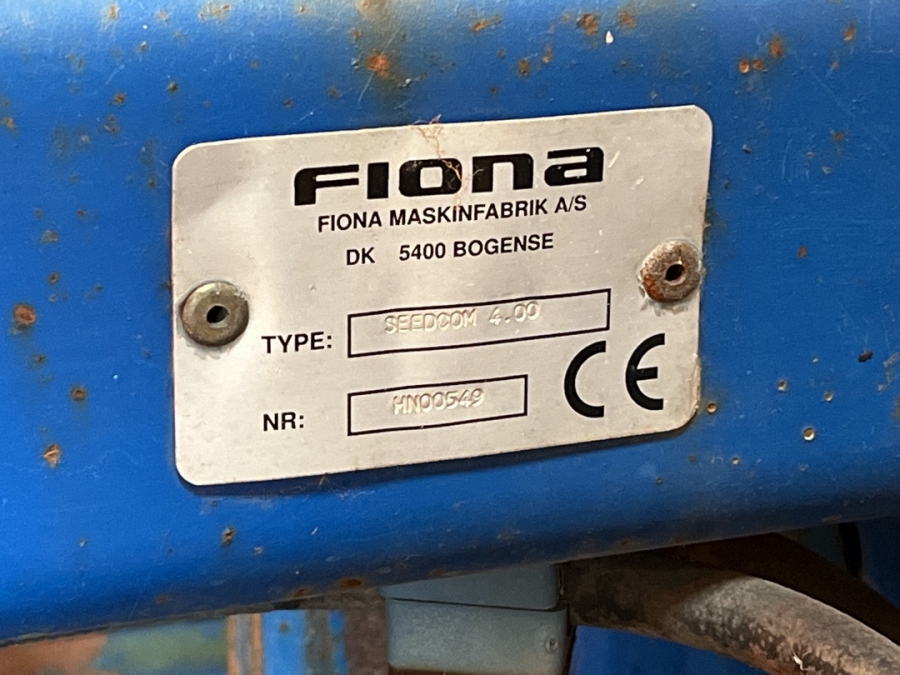 FIONA
FIONA MASKINFABRIK A/S
DK 5400 BOGENSE
TYPE: SEEDCOM 4.00
NR: HN00549
CE